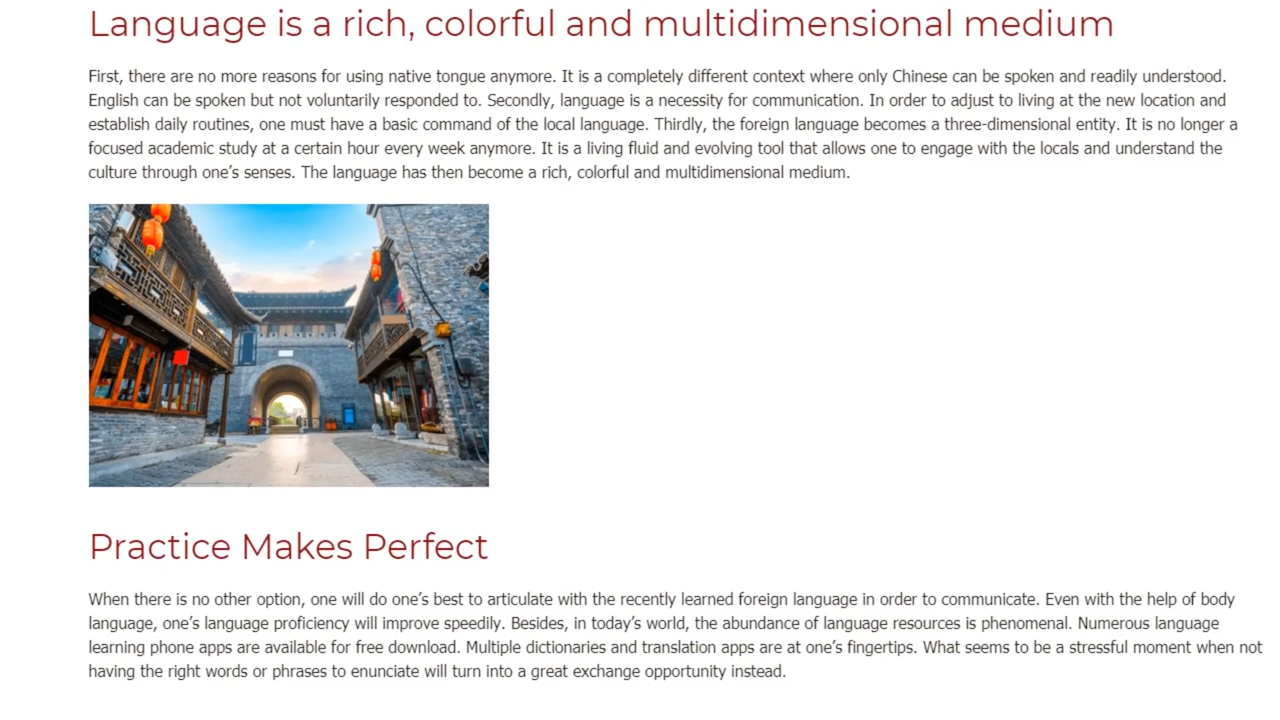 Language is a rich, colorful and multidimensional medium
First, there are no more reasons for using native tongue anymore. It is a completely different context where only Chinese can be spoken and readily understood.
English can be spoken but not voluntarily responded to. Secondly, language is a necessity for communication. In order to adjust to living at the new location and
establish daily routines, one must have a basic command of the local language. Thirdly, the foreign language becomes a three-dimensional entity. It is no longer a
focused academic study at a certain hour every week anymore. It is a living fluid and evolving tool that allows one to engage with the locals and understand the
culture through one’s senses. The language has then become a rich, colorful and multidimensional medium.
Practice Makes Perfect
When there is no other option, one will do one’s best to articulate with the recently learned foreign language in order to communicate. Even with the help of body
language, one’s language proficiency will improve speedily. Besides, in today’s world, the abundance of language resources is phenomenal. Numerous language
learning phone apps are available for free download. Multiple dictionaries and translation apps are at one’s fingertips. What seems to be a stressful moment when not
having the right words or phrases to enunciate will turn into a great exchange opportunity instead.